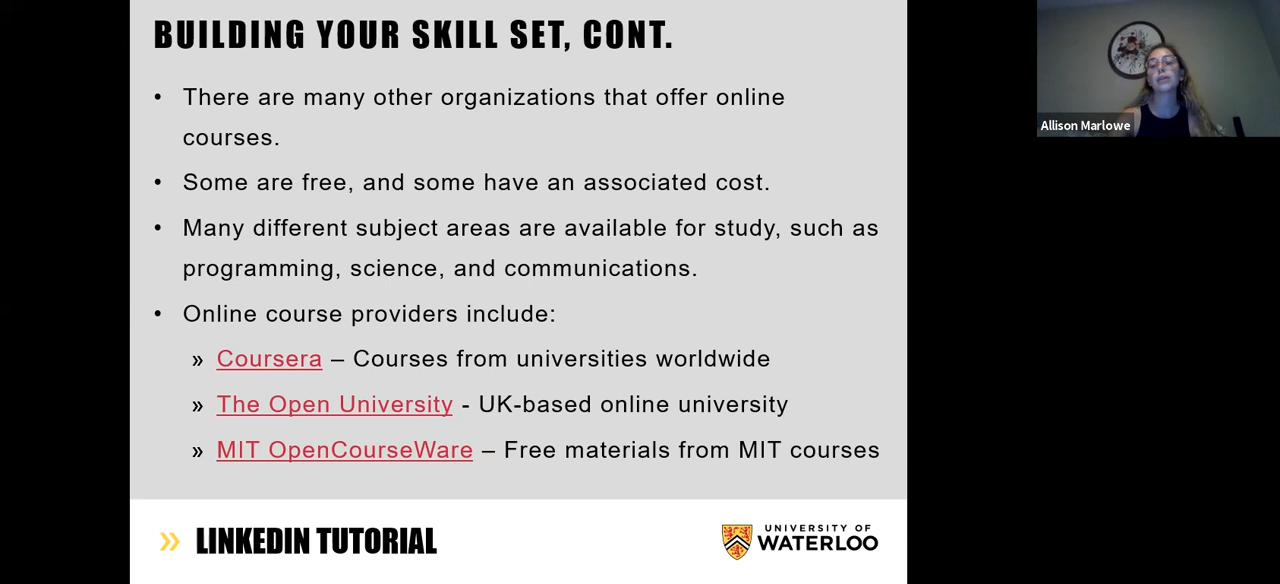 BUILDING YOUR SKILL SET, CONT.
• There are many other organizations that offer online
courses.
• Some are free, and some have an associated cost.
• Many different subject areas are available for study, such as
programming, science, and communications.
• Online course providers include:
» Coursera – Courses from universities worldwide
» The Open University - UK-based online university
» MIT OpenCourseWare – Free materials from MIT courses
» LINKEDIN TUTORIAL
UNIVERSITY OF
WATERLOO
Allison Marlowe